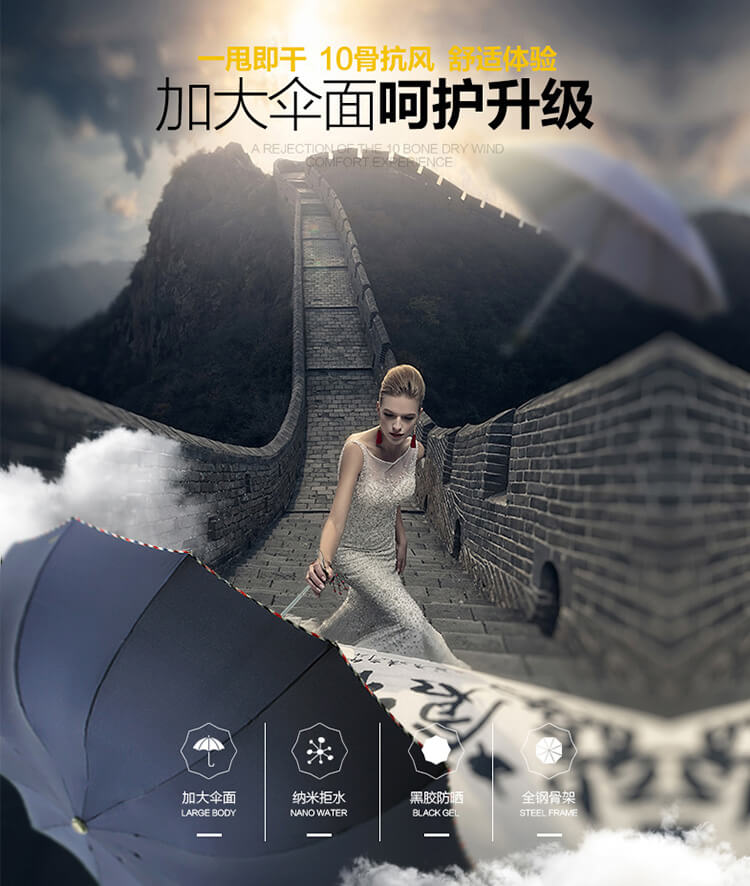 一甩即干 10骨抗风 舒适体验
加大伞面呵护升级
A REJECTION OF THE 10 BONE DRY WIND
COMFORT EXPERIENCE
加大伞面 纳米拒水 黑胶防晒 全钢骨架
LARGE BODY NANO WATER BLACK GEL STEEL FRAME